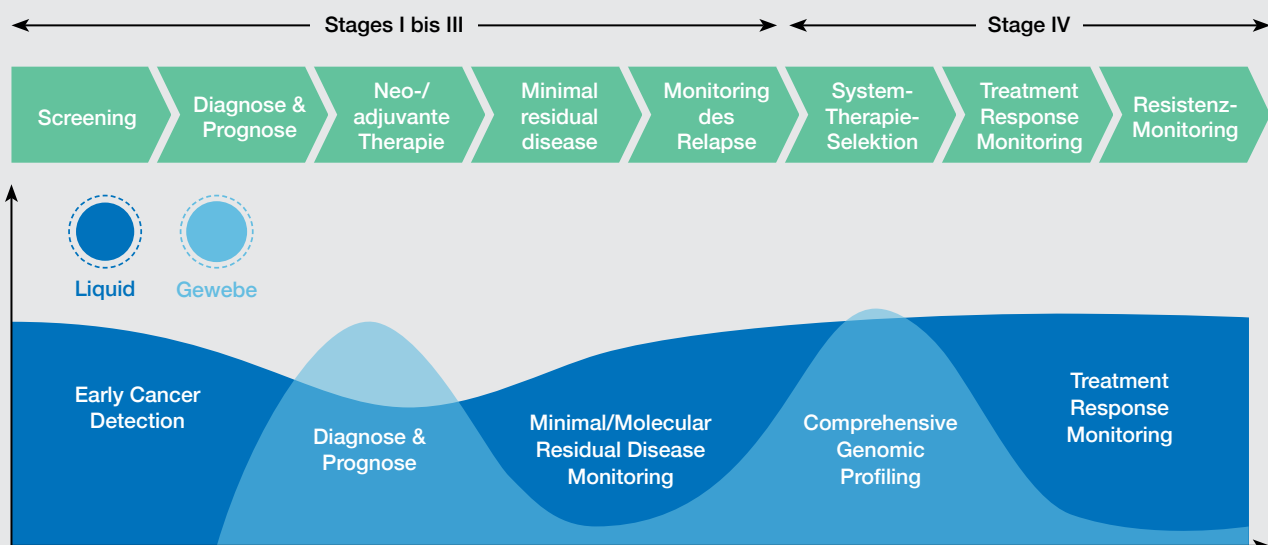 Stages I bis III
Stage IV
Screening
Diagnose &
Prognose
Neo-/
adjuvante
Therapie
Minimal
residual
disease
Monitoring
des
Relapse
System-
Therapie-
Selektion
Treatment
Response
Monitoring
Resistenz-
Monitoring
Liquid
Gewebe
Early Cancer
Detection
Diagnose &
Prognose
Minimal/Molecular
Residual Disease
Monitoring
Comprehensive
Genomic
Profiling
Treatment
Response
Monitoring